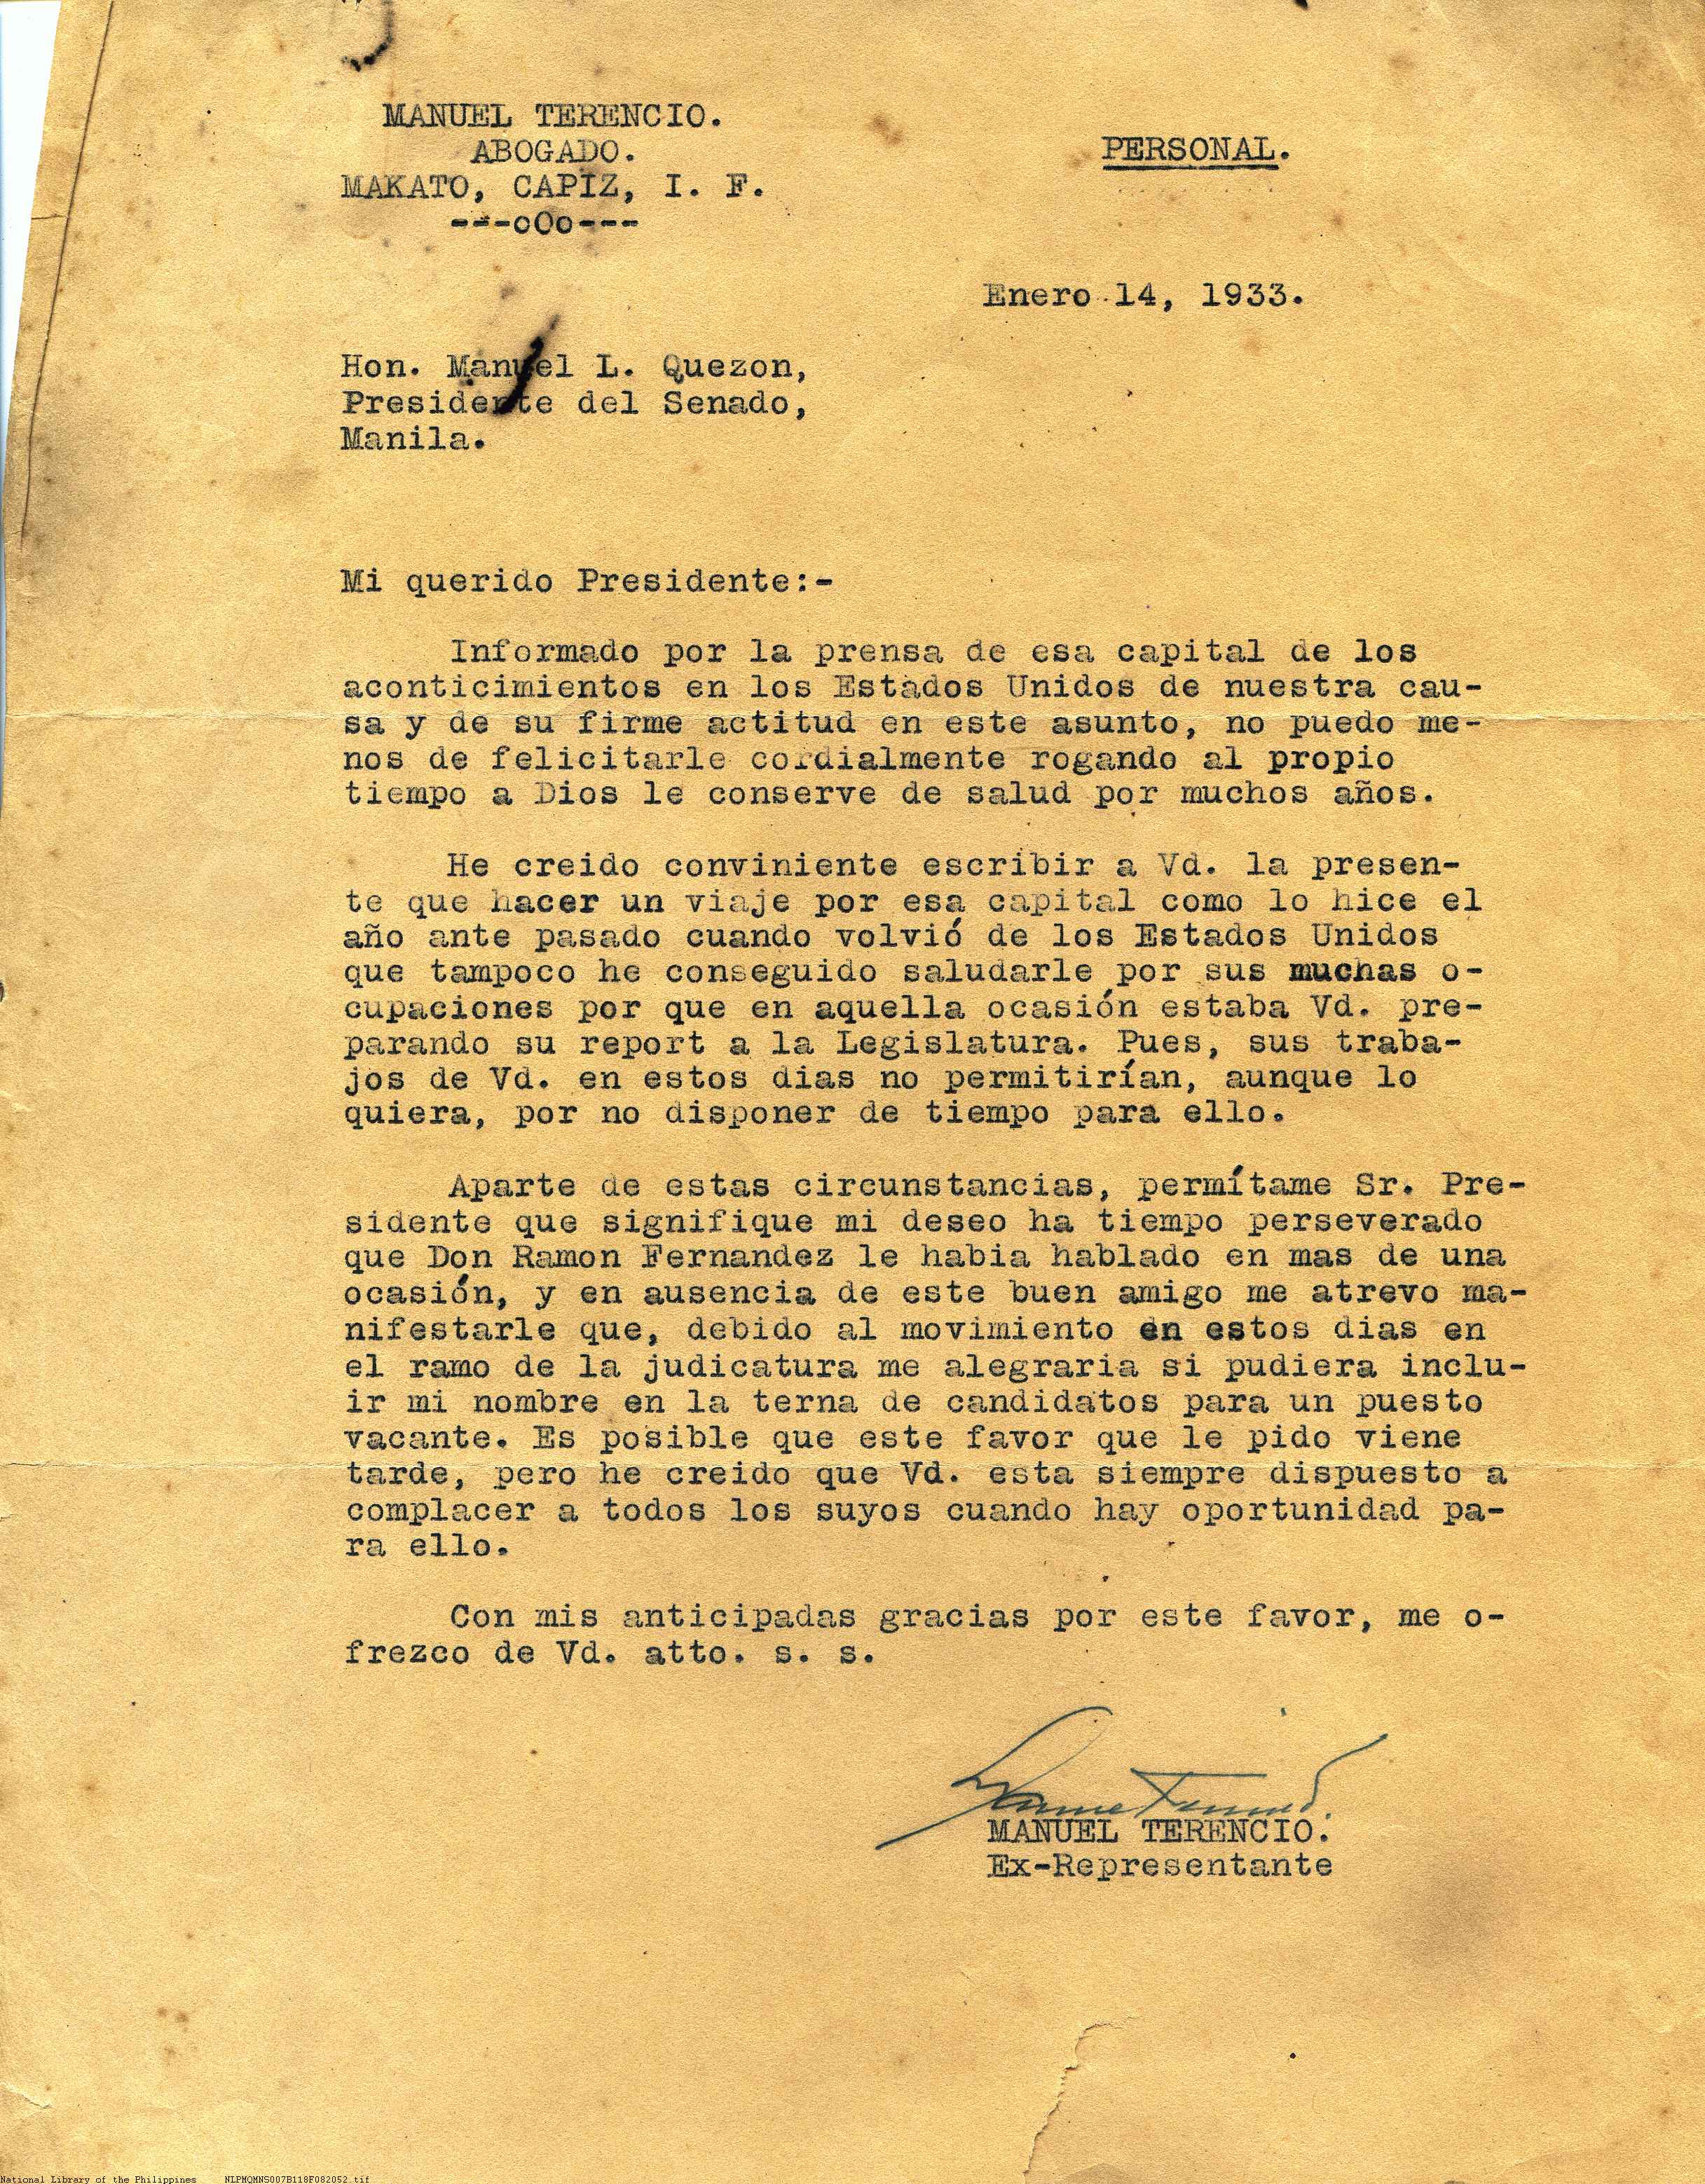 MANUEL TERENCIO.
ABOGADO.
MAKATO, CAPIZ, I. F.
---oOo---
PERSONAL.
Enero 14, 1933.
Hon. Manuel L. Quezon,
Presidente del Senado,
Manila.
Mi querido Presidente:-
Informado por la prensa de esa capital de los
aconticimientos en los Estados Unidos de nuestra cau-
sa y de su firme actitud en este asunto, no puedo me-
nos de felicitarle cordialmente rogando al propio
tiempo a Dios le conserve de salud por muchos años.
He creido conviniente escribir a Vd. la presen-
te que hacer un viaje por esa capital como lo hice el
año ante pasado cuando volvió de los Estados Unidos
que tampoco he conseguido saludarle por sus muchas o-
cupaciones por que en aquella ocasión estaba Vd. pre-
parando su report a la Legislatura. Pues, sus traba-
jos de Vd. en estos dias no permitirían, aunque lo
quiera, por no disponer de tiempo para ello.
Aparte de estas circunstancias, permítame Sr. Pre-
sidente que signifique mi deseo ha tiempo perseverado
que Don Ramon Fernandez le habia hablado en mas de una
ocasión, y en ausencia de este buen amigo me atrevo ma-
nifestarle que, debido al movimiento en estos dias en
el ramo de la judicatura me alegraria si pudiera inclu-
ir mi nombre en la terna de candidatos para un puesto
vacante. Es posible que este favor que le pido viene
tarde, pero he creido que Vd. esta siempre dispuesto a
complacer a todos los suyos cuando hay oportunidad pa-
ra ello.
Con mis anticipadas gracias por este favor, me o-
frezco de Vd. atto. s. s.
MANUEL TERENCIO.
Ex-Representante
National Library of the Philippines NLPMQMNS007B118F082052.tif